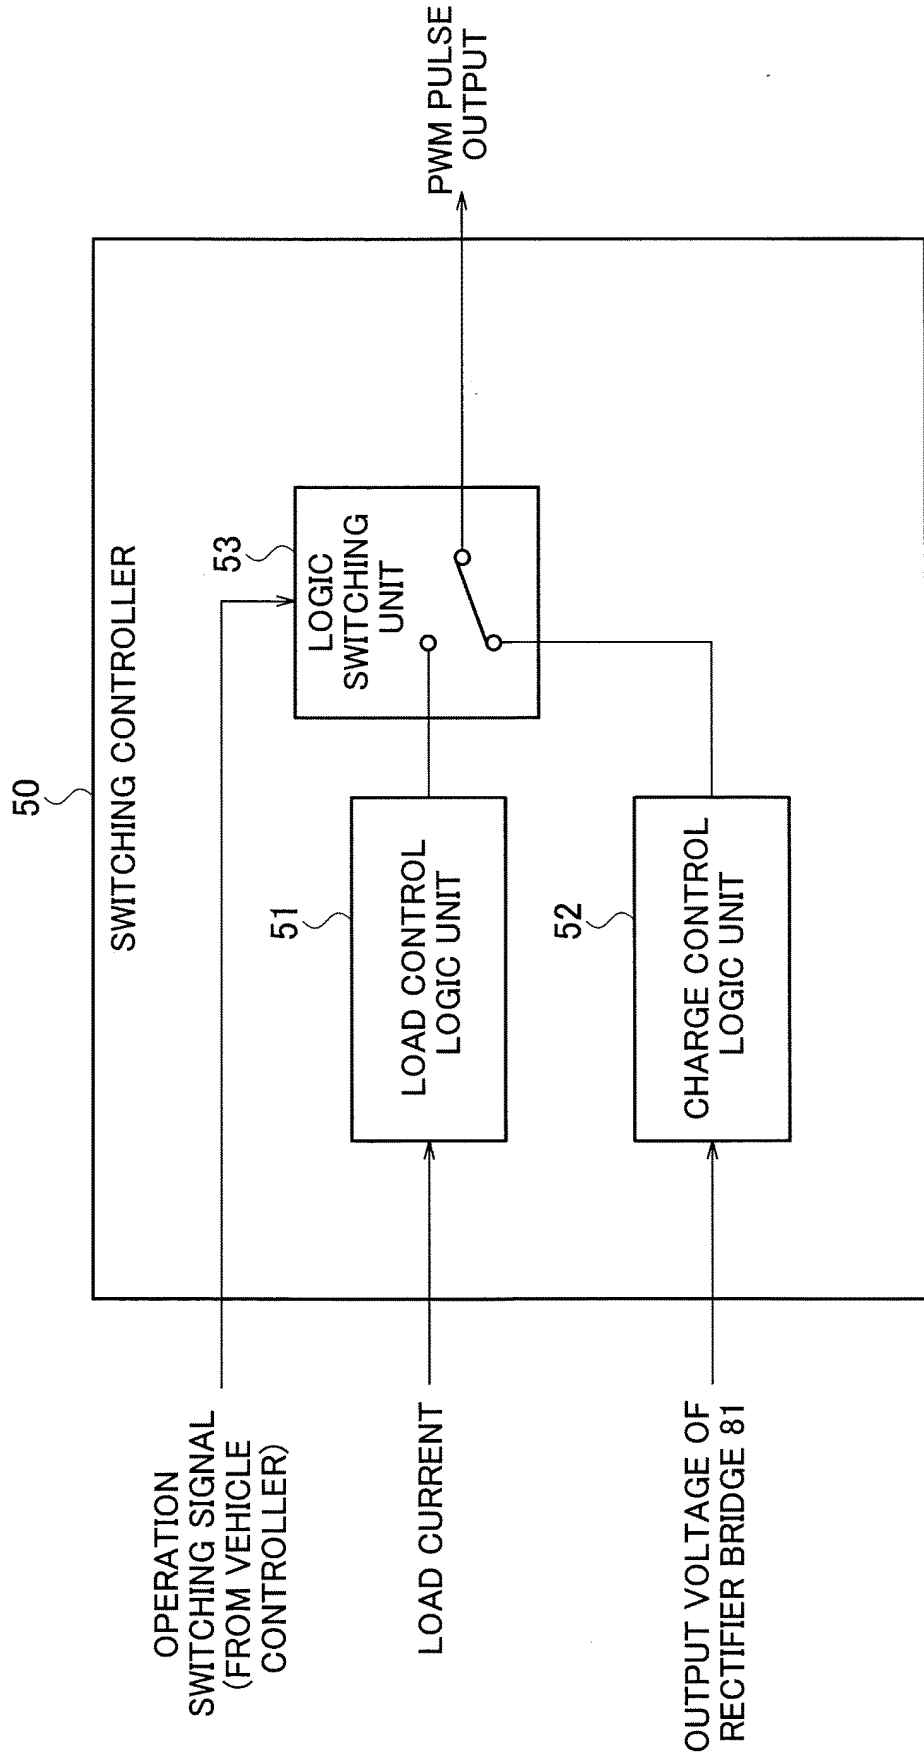 50
SWITCHING CONTROLLER
OPERATION
SWITCHING SIGNAL
(FROM VEHICLE
CONTROLLER)
53
LOGIC
SWITCHING
UNIT
LOAD CURRENT
51
LOAD CONTROL
LOGIC UNIT
PWM PULSE
OUTPUT
OUTPUT VOLTAGE OF
RECTIFIER BRIDGE 81
52
CHARGE CONTROL
LOGIC UNIT